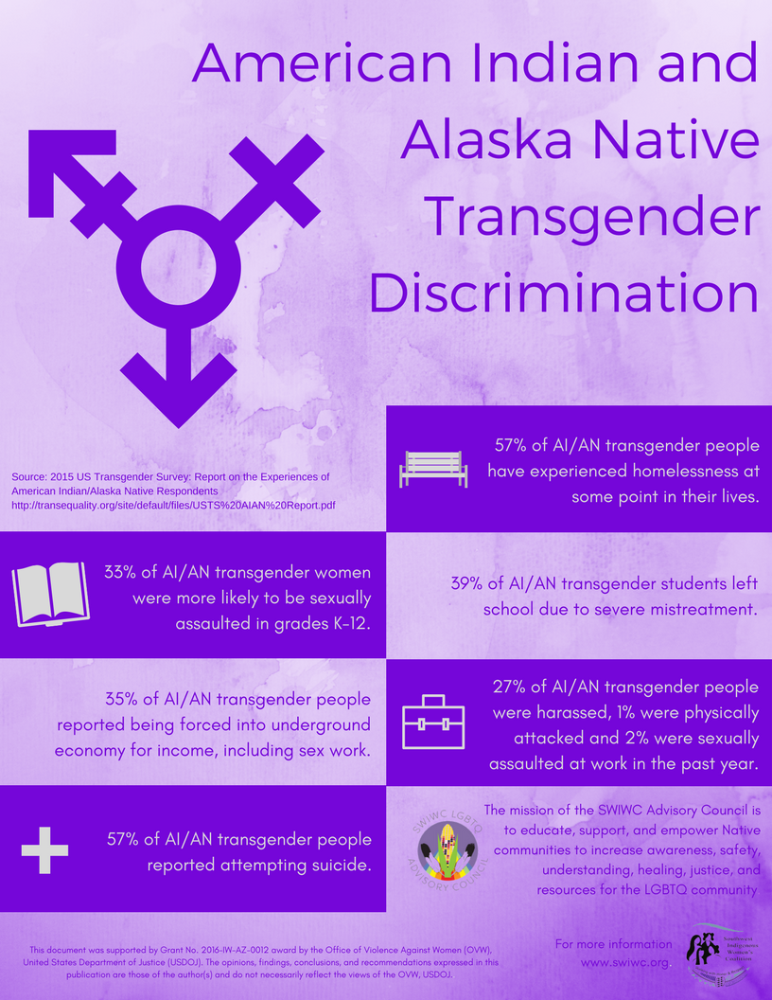 American Indian and
Alaska Native
Transgender
Discrimination
Source: 2015 US Transgender Survey: Report on the Experiences of
American Indian/Alaska Native Respondents
http://transequality.org/site/default/files/USTS%20AIAN%20Report.pdf
57% of AI/AN transgender people
have experienced homelessness at
some point in their lives.
33% of AI/AN transgender women
were more likely to be sexually
assaulted in grades K-12.
39% of AI/AN transgender students left
school due to severe mistreatment.
35% of AI/AN transgender people
reported being forced into underground
economy for income, including sex work.
27% of AI/AN transgender people
were harassed, 1% were physically
attacked and 2% were sexually
assaulted at work in the past year.
57% of AI/AN transgender people
reported attempting suicide.
SWIWC LGBTQ
ADVISORY COUNCIL
The mission of the SWIWC Advisory Council is
to educate, support, and empower Native
communities to increase awareness, safety,
understanding, healing, justice, and
resources for the LGBTQ community
This document was supported by Grant No. 2016-IW-AZ-0012 award by the Office of Violence Against Women (OVW),
United States Department of Justice (USDOJ). The opinions, findings, conclusions, and recommendations expressed in this
publication are those of the author(s) and do not necessarily reflect the views of the OVW, USDOJ.
For more information
www.swiwc.org.
Southwest
Indigenous
Women's
Coalition